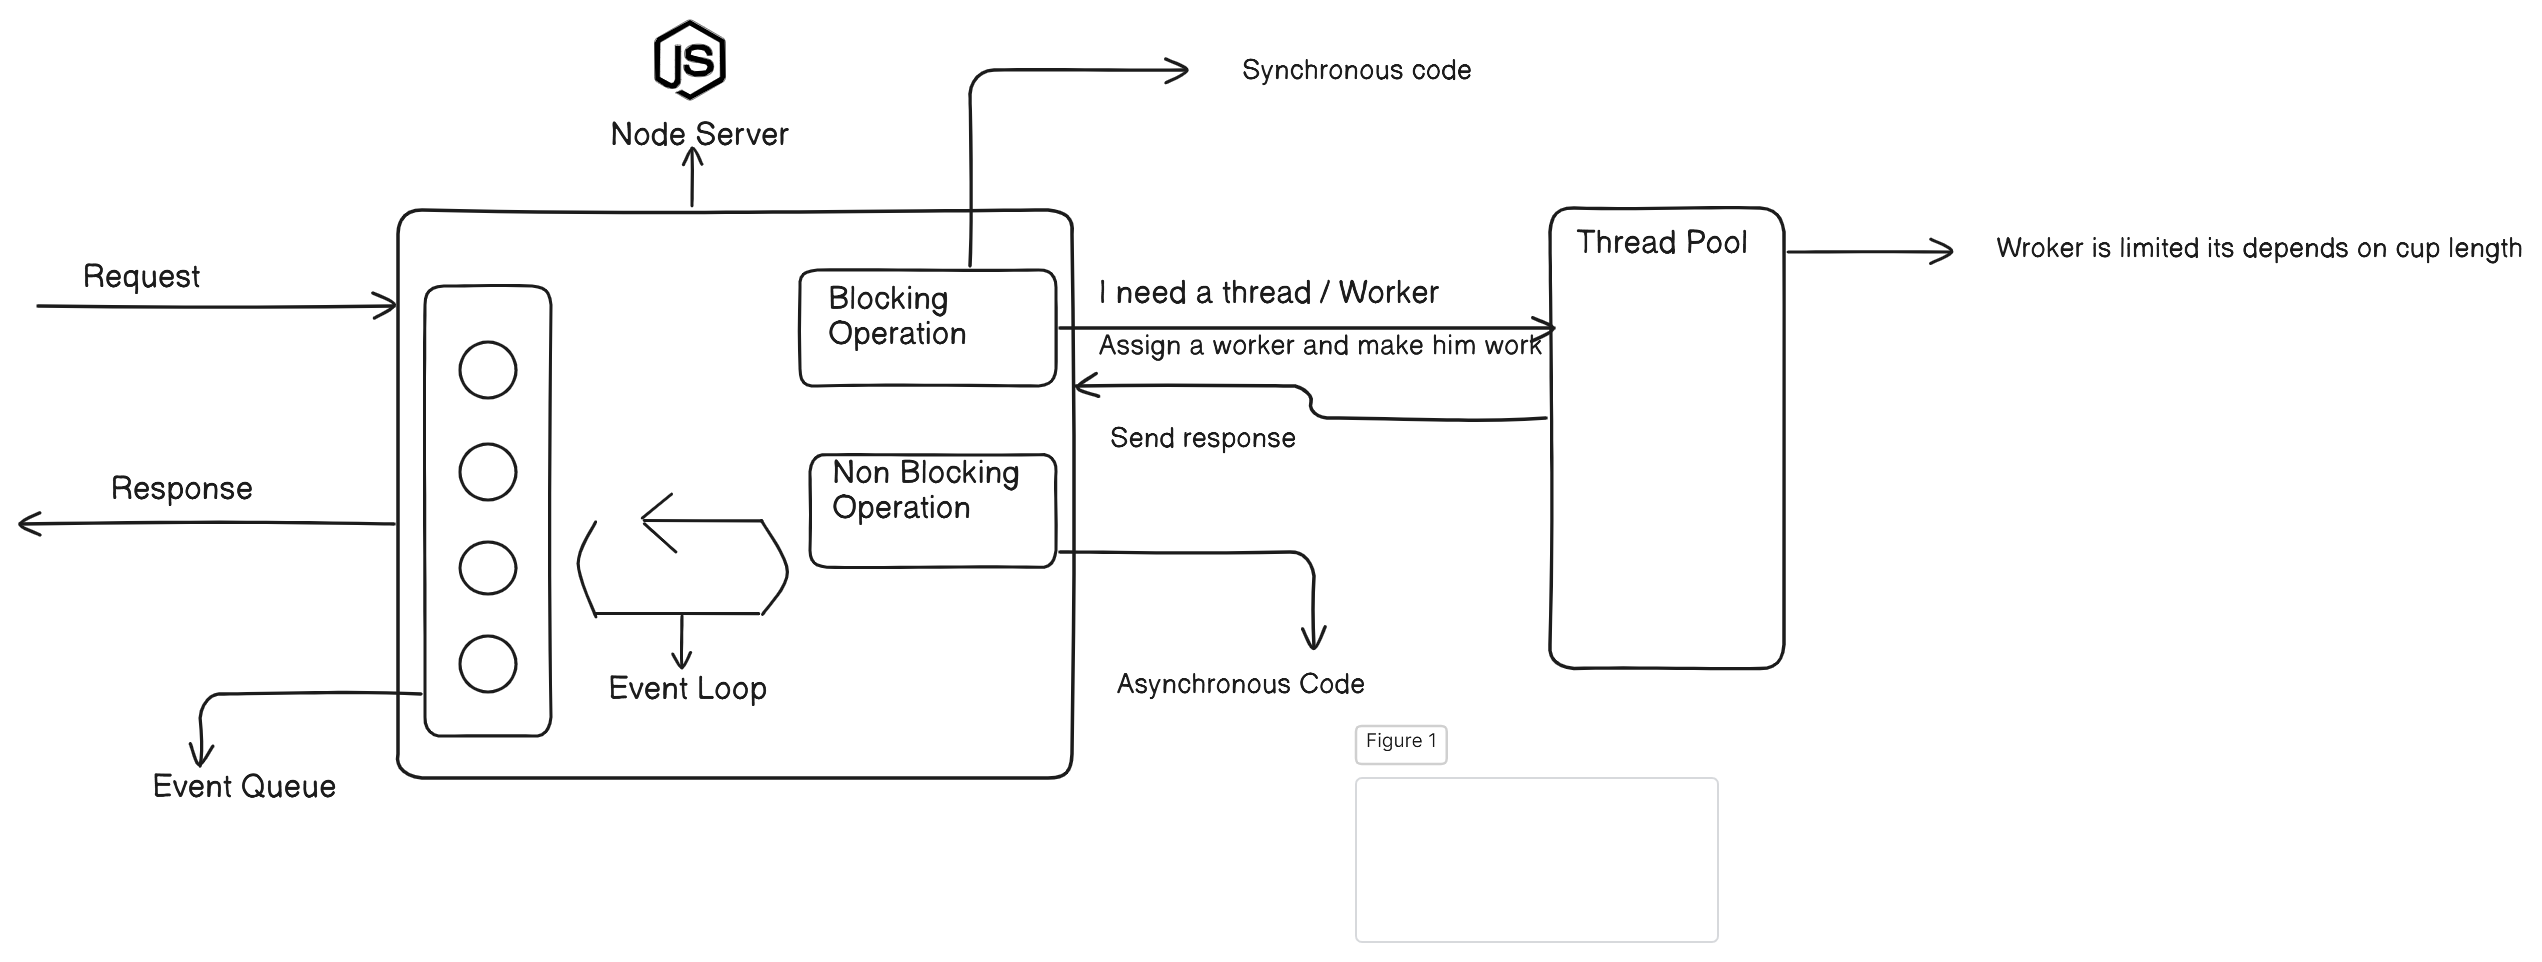 JS
Node Server
Synchronous code
Request
Blocking
Operation
I need a thread / Worker
Assign a worker and make him work
Send response
Thread Pool
Wroker is limited its depends on cup length
Response
Non Blocking
Operation
Event Loop
Asynchronous Code
Event Queue
Figure 1